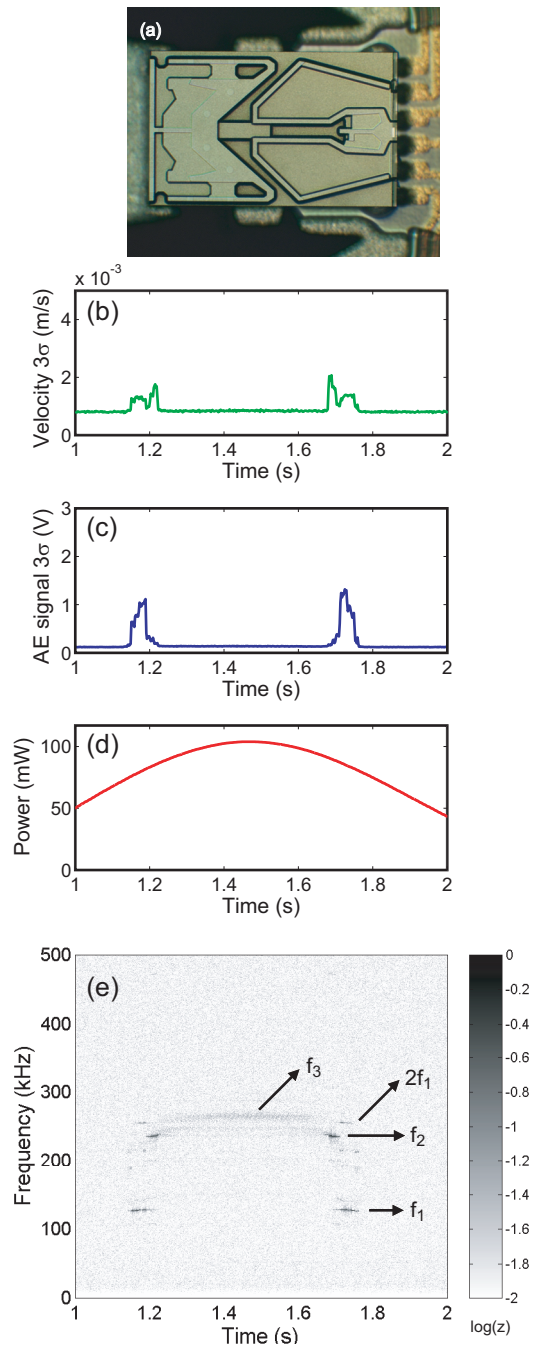 (a)
x 10⁻³
(b)
Velocity 3σ (m/s)
4
2
0
1 1.2 1.4 1.6 1.8 2
Time (s)
(c)
AE signal 3σ (V)
3
2
1
0
1 1.2 1.4 1.6 1.8 2
Time (s)
(d)
Power (mW)
100
50
0
1 1.2 1.4 1.6 1.8 2
Time (s)
(e)
Frequency (kHz)
500
400
300
200
100
0
f₃
2f₁
f₂
f₁
1 1.2 1.4 1.6 1.8 2
Time (s)
0
-0.2
-0.4
-0.6
-0.8
-1
-1.2
-1.4
-1.6
-1.8
-2
log(z)